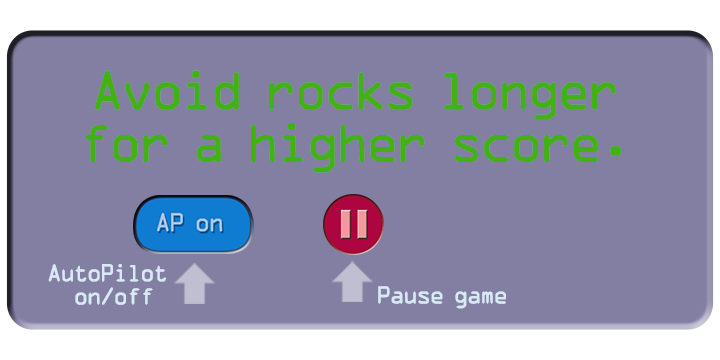 Avoid rocks longer
for a higher score.
AP on
AutoPilot
on/off
Pause game